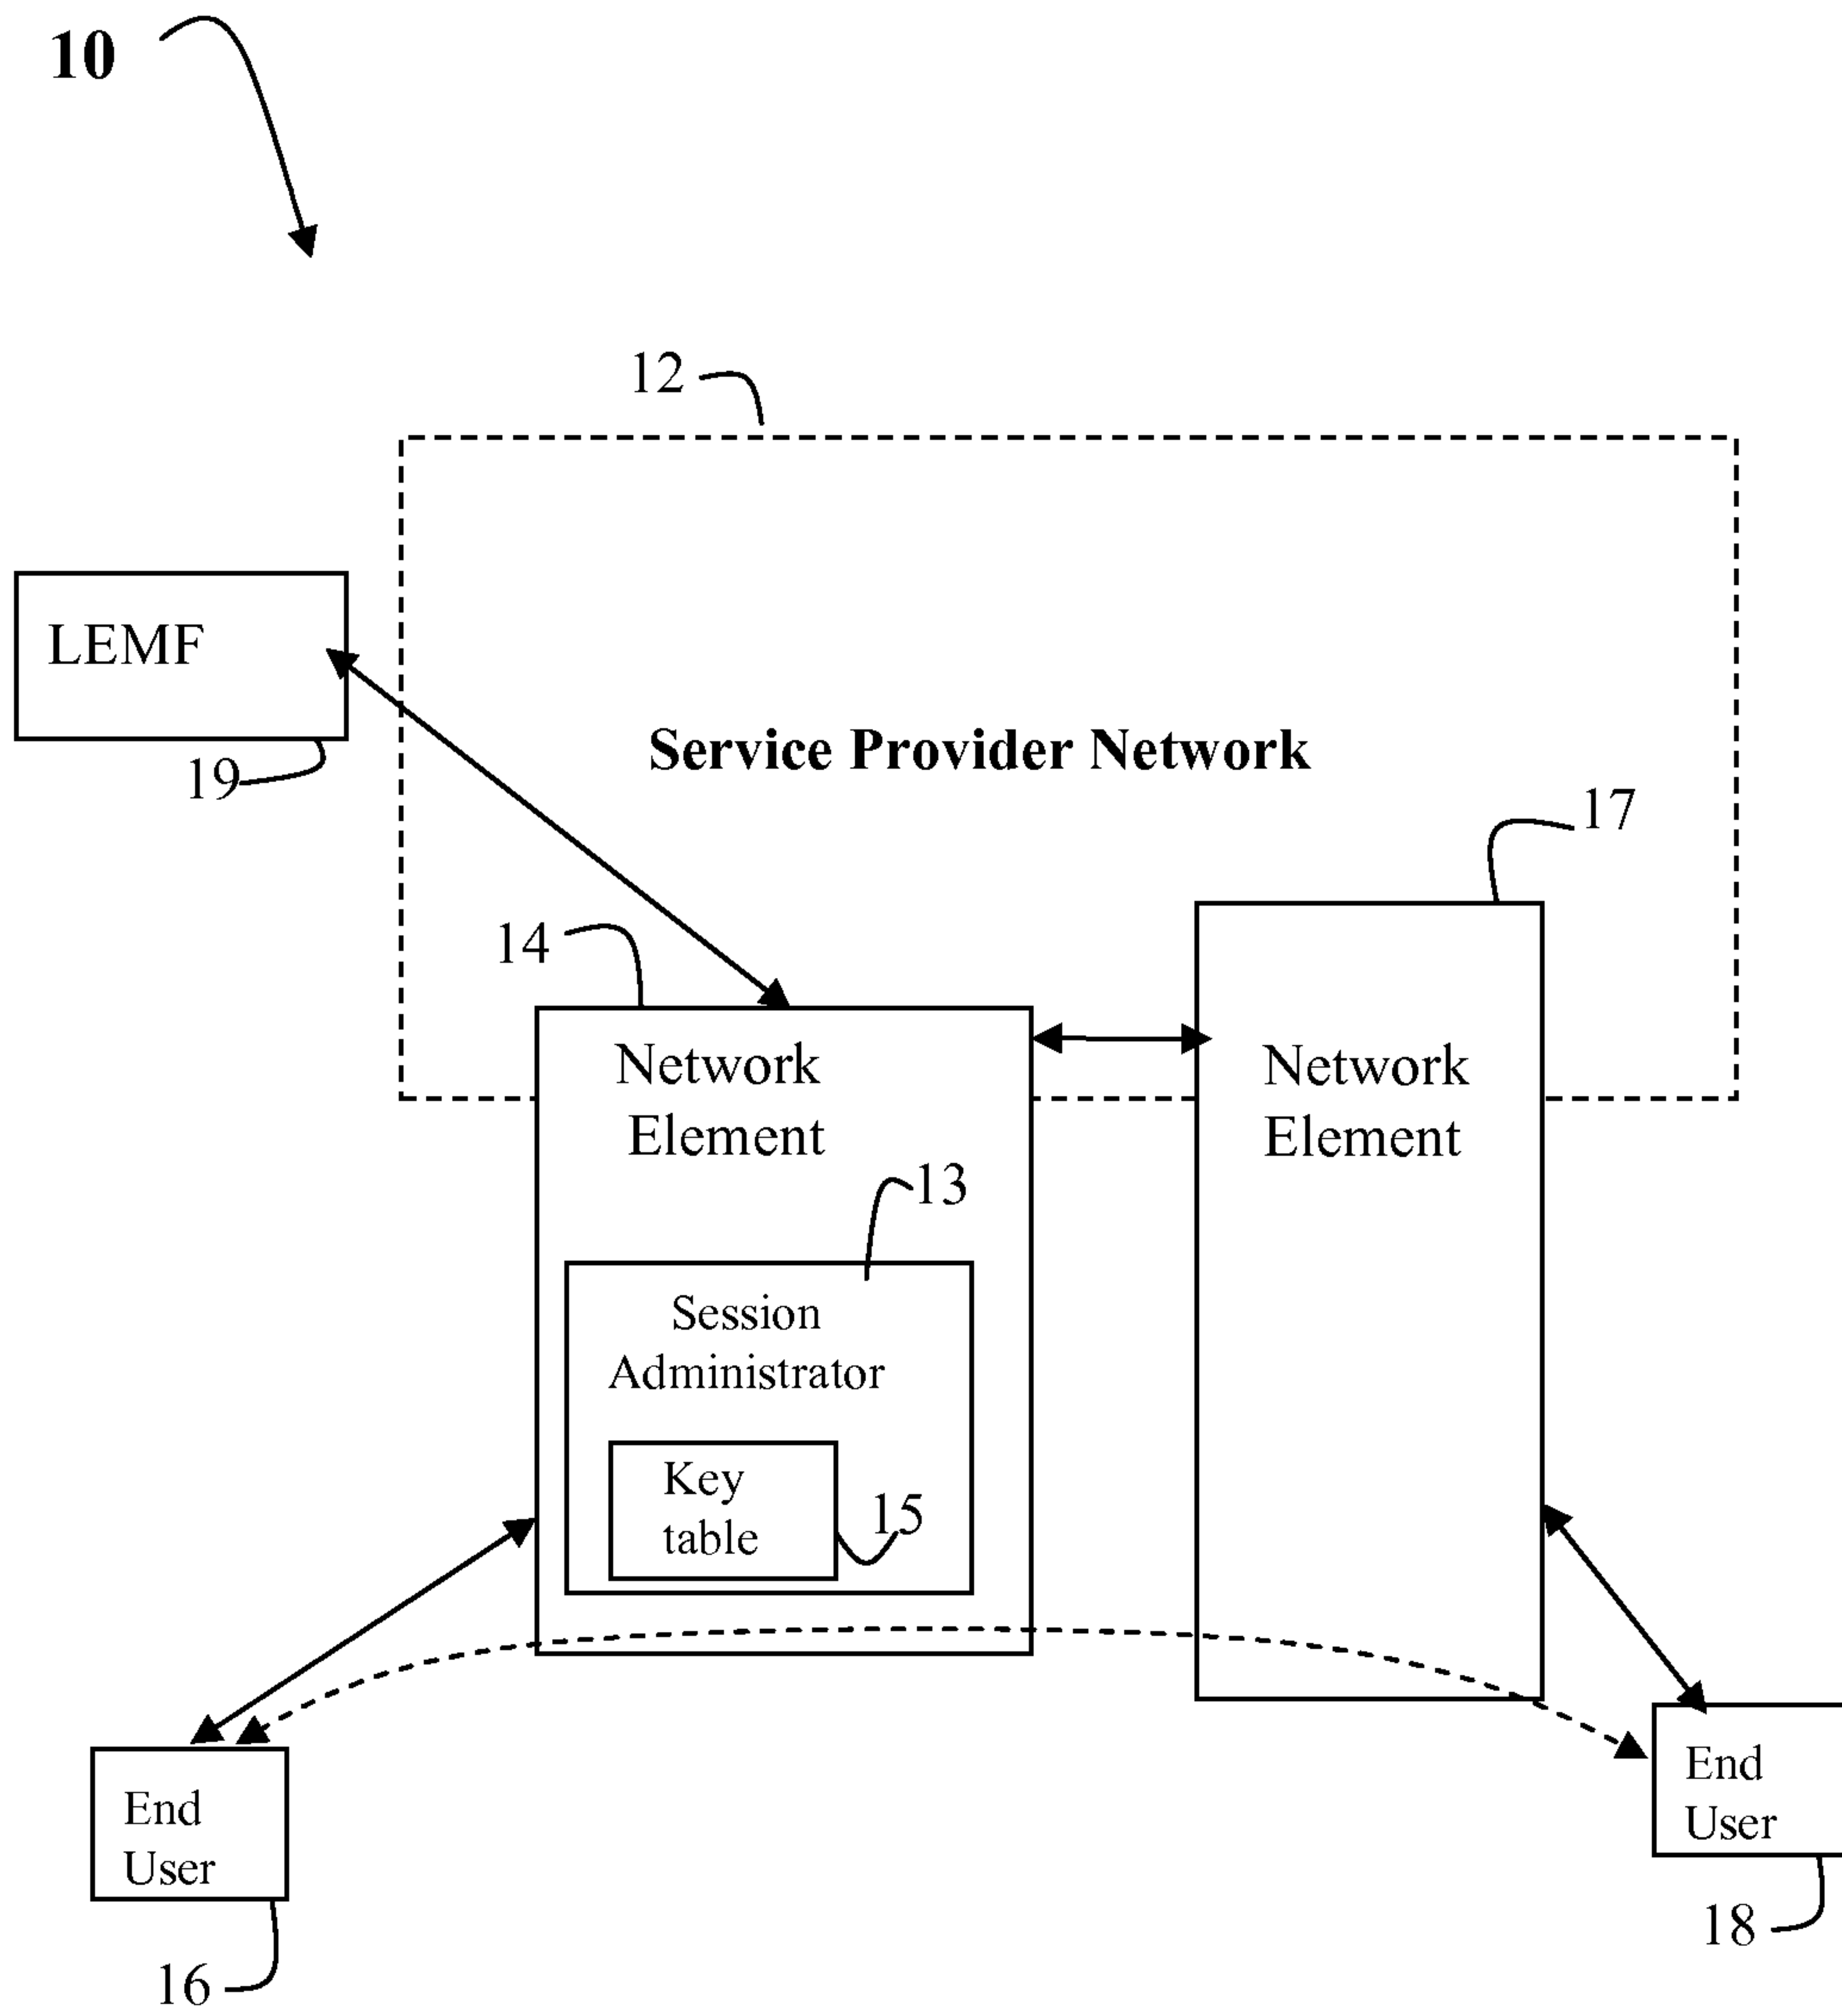 10
12
LEMF
19
Service Provider Network
17
14
Network
Element
Network
Element
13
Session
Administrator
Key
table
15
End
User
16
End
User
18